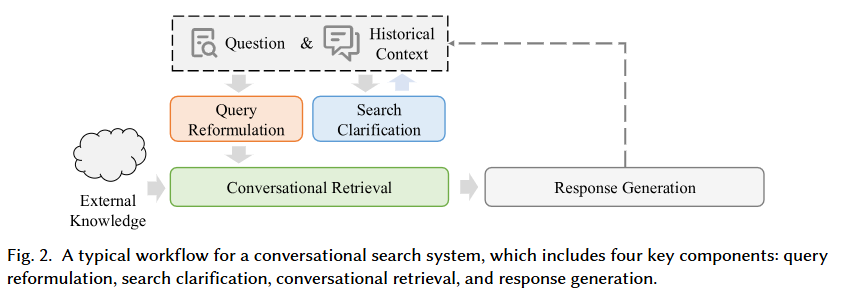 Question & Historical
Context
Query
Reformulation
Search
Clarification
External
Knowledge
Conversational Retrieval
Response Generation
Fig. 2. A typical workflow for a conversational search system, which includes four key components: query
reformulation, search clarification, conversational retrieval, and response generation.